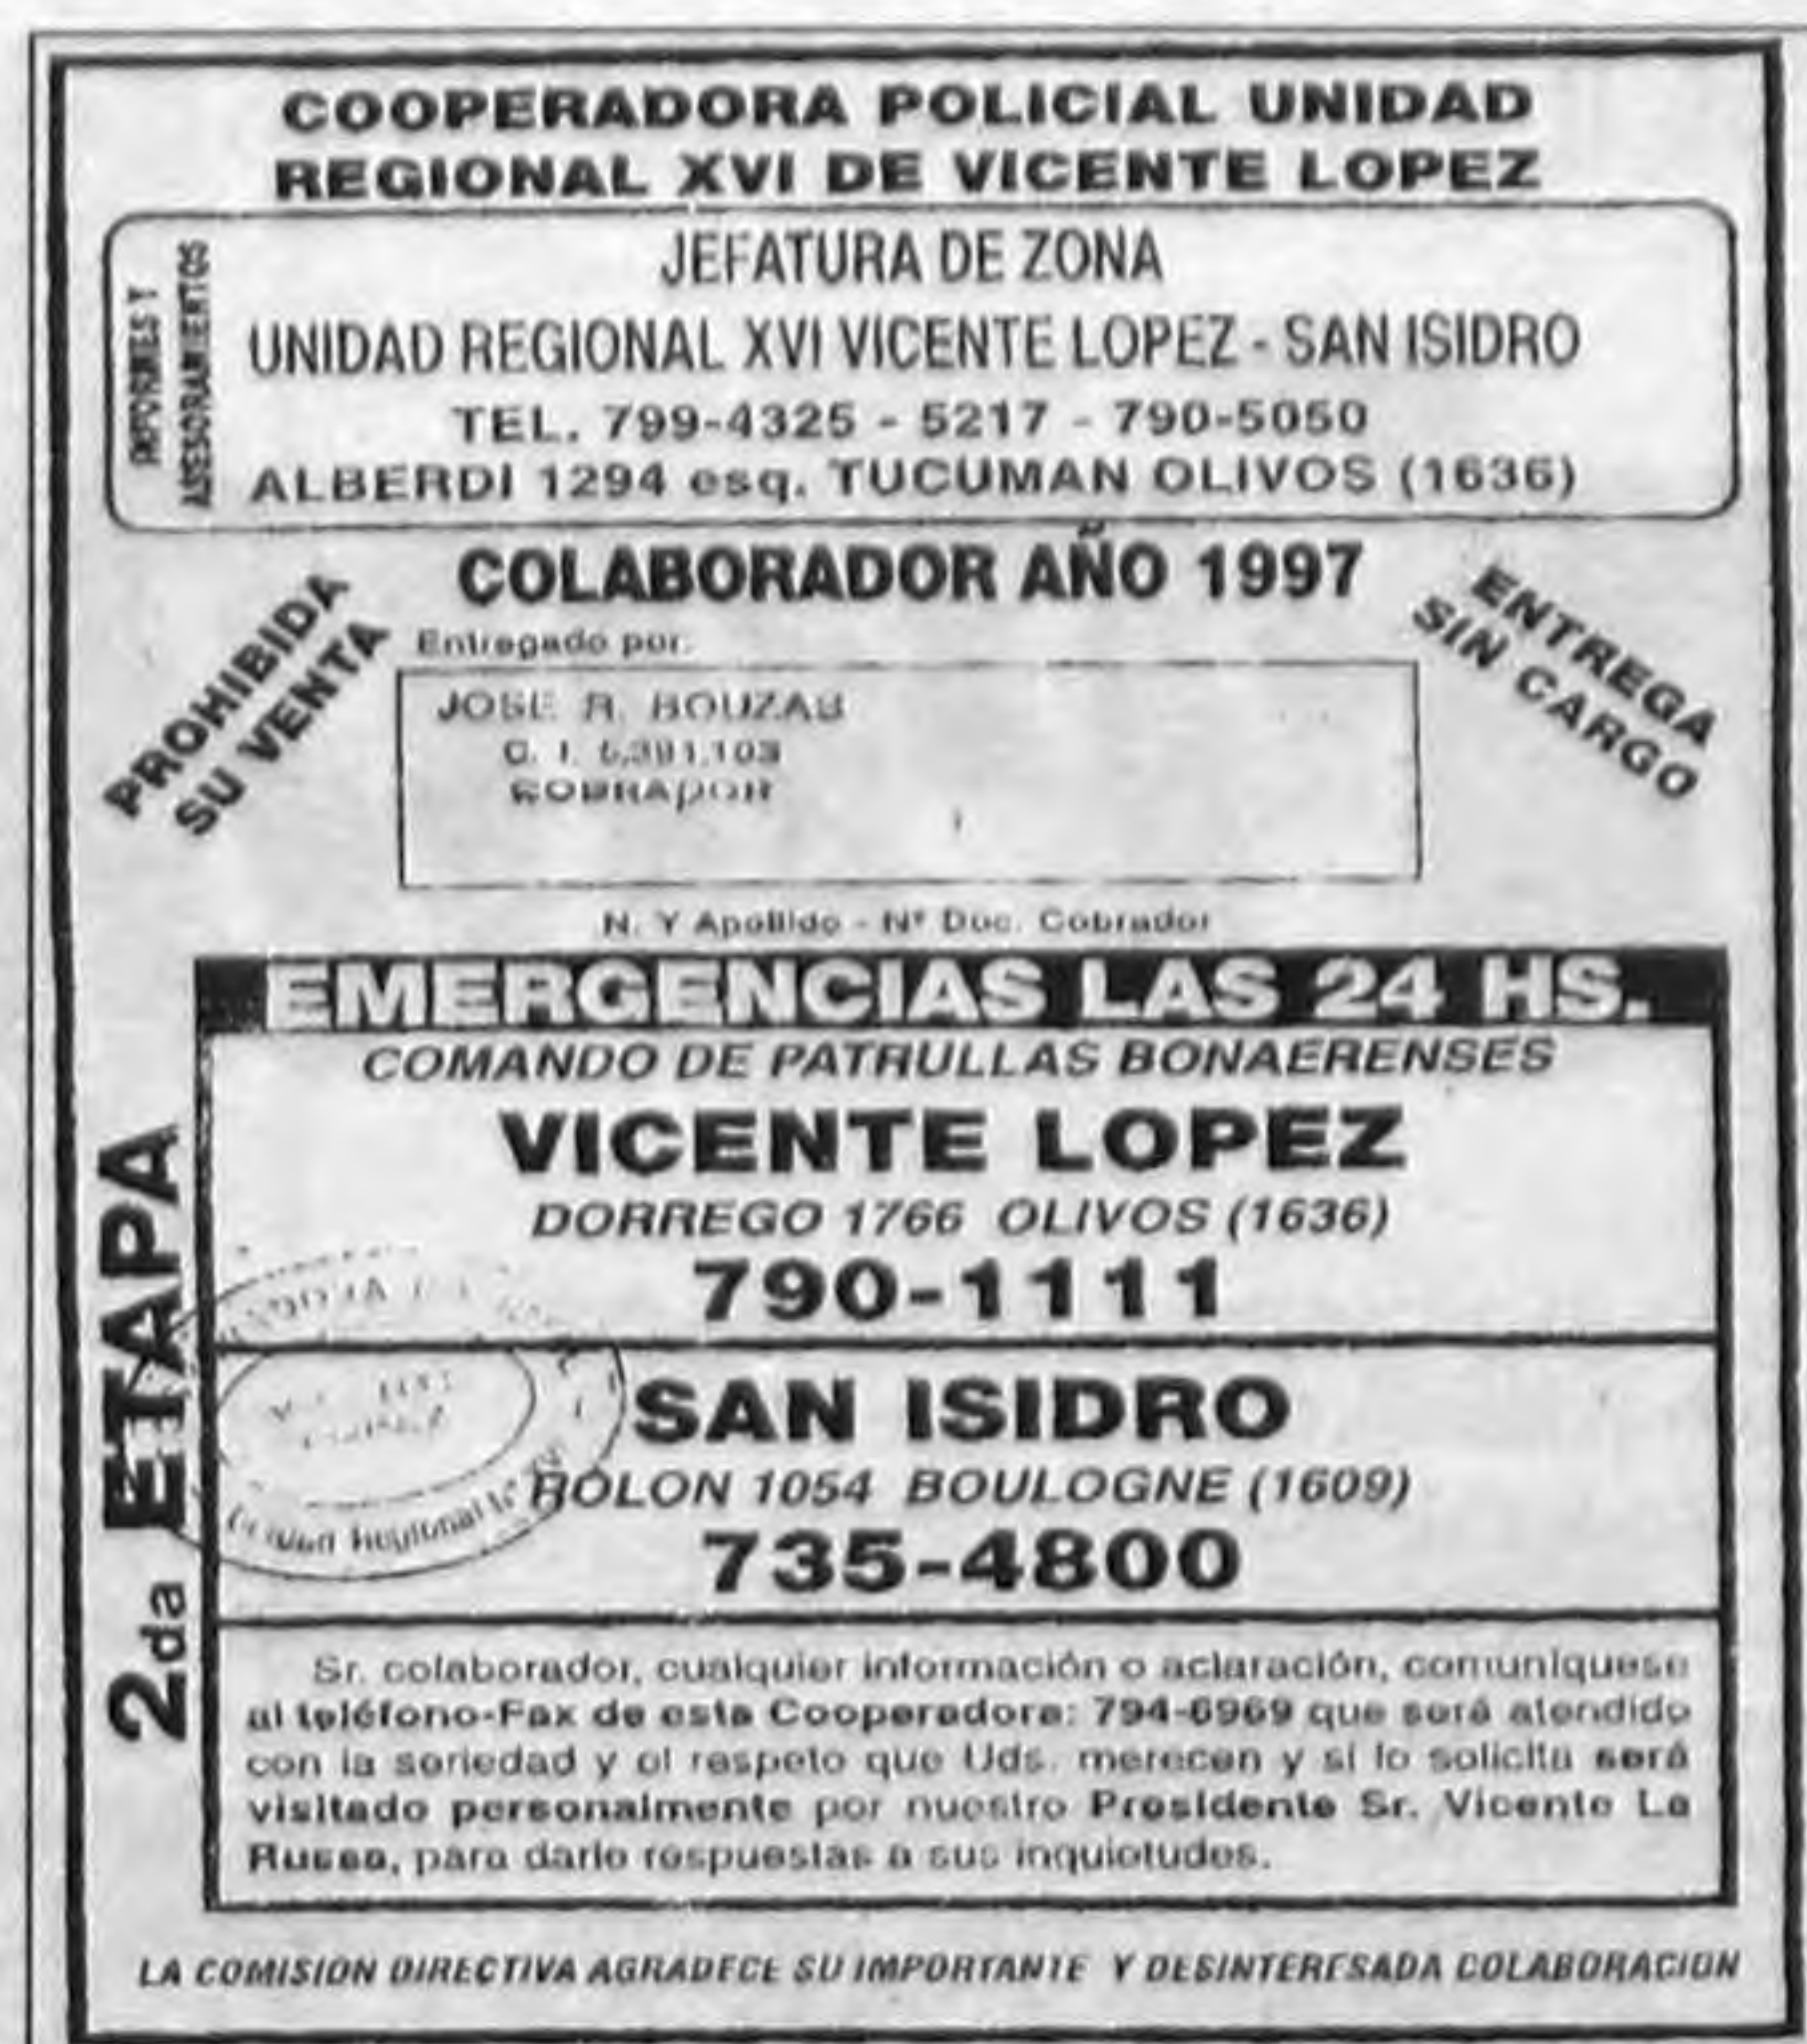 COOPERADORA POLICIAL UNIDAD
REGIONAL XVI DE VICENTE LOPEZ
INFORMES Y
ASESORAMIENTOS
JEFATURA DE ZONA
UNIDAD REGIONAL XVI VICENTE LOPEZ - SAN ISIDRO
TEL. 799-4325 - 5217 - 790-5050
ALBERDI 1294 esq. TUCUMAN OLIVOS (1636)
COLABORADOR AÑO 1997
PROHIBIDA
SU VENTA
ENTREGA
SIN CARGO
Entregado por:
JOSE R. BOUZAS
C. I.
COBRADOR
N. Y Apellido - Nº Doc. Cobrador
EMERGENCIAS LAS 24 HS.
COMANDO DE PATRULLAS BONAERENSES
VICENTE LOPEZ
DORREGO 1766 OLIVOS (1636)
790-1111
2da ETAPA
SAN ISIDRO
ROLON 1054 BOULOGNE (1609)
735-4800
Unidad Regional
Sr. colaborador, cualquier información o aclaración, comuníquese
al teléfono-Fax de esta Cooperadora: 794-6969 que será atendido
con la seriedad y el respeto que Uds. merecen y si lo solicita será
visitado personalmente por nuestro Presidente Sr. Vicente La
Russa, para darle respuestas a sus inquietudes.
LA COMISION DIRECTIVA AGRADECE SU IMPORTANTE Y DESINTERESADA COLABORACION